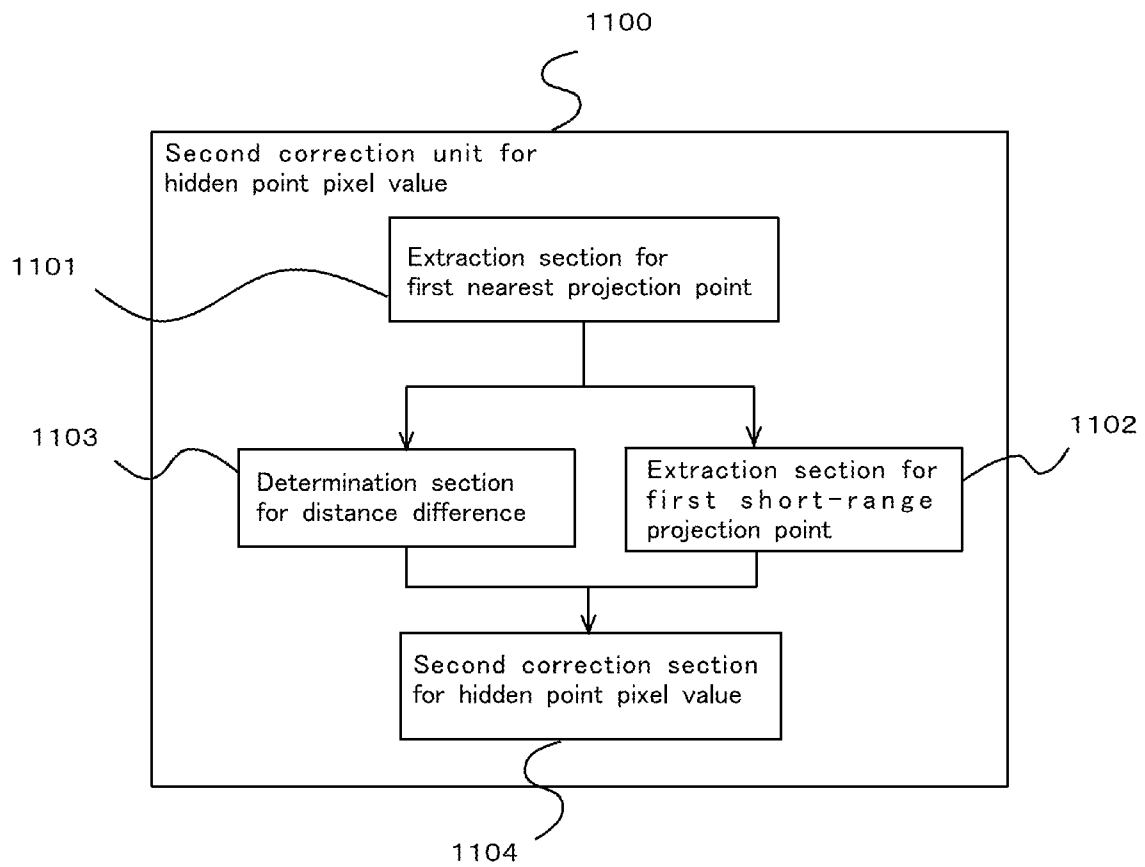 1100
Second correction unit for
hidden point pixel value
Extraction section for
first nearest projection point
1101
1103
Determination section
for distance difference
1102
Extraction section for
first short-range
projection point
Second correction section
for hidden point pixel value
1104